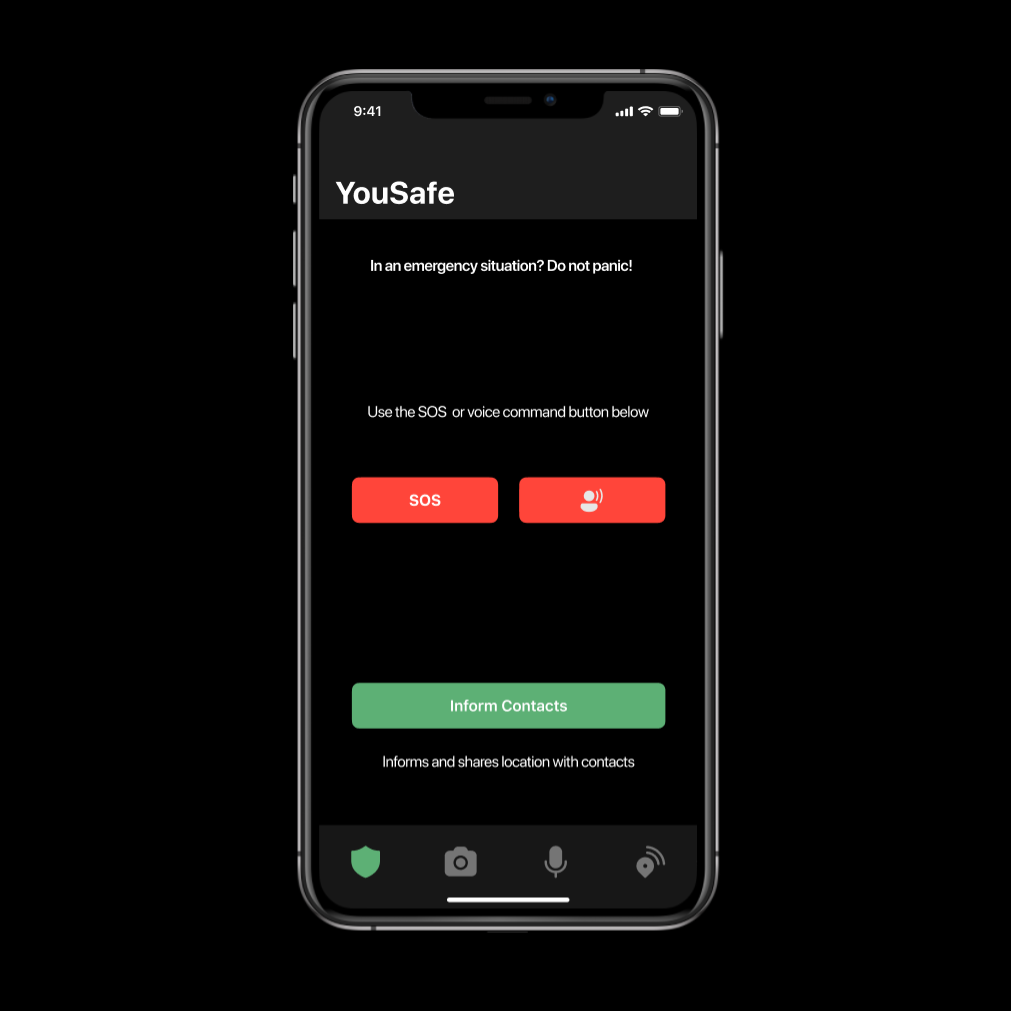 9:41
YouSafe
In an emergency situation? Do not panic!
Use the SOS  or voice command button below
SOS
Inform Contacts
Informs and shares location with contacts